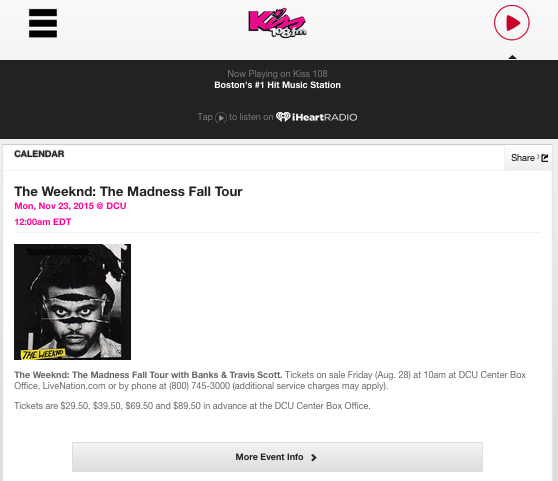 Kiss
108fm
Now Playing on Kiss 108
Boston's #1 Hit Music Station
Tap to listen on iHeartRADIO
CALENDAR
Share
The Weeknd: The Madness Fall Tour
Mon, Nov 23, 2015 @ DCU
12:00am EDT
THE WEEKND
The Weeknd: The Madness Fall Tour with Banks & Travis Scott. Tickets on sale Friday (Aug. 28) at 10am at DCU Center Box
Office, LiveNation.com or by phone at (800) 745-3000 (additional service charges may apply).
Tickets are $29.50, $39.50, $69.50 and $89.50 in advance at the DCU Center Box Office.
More Event Info